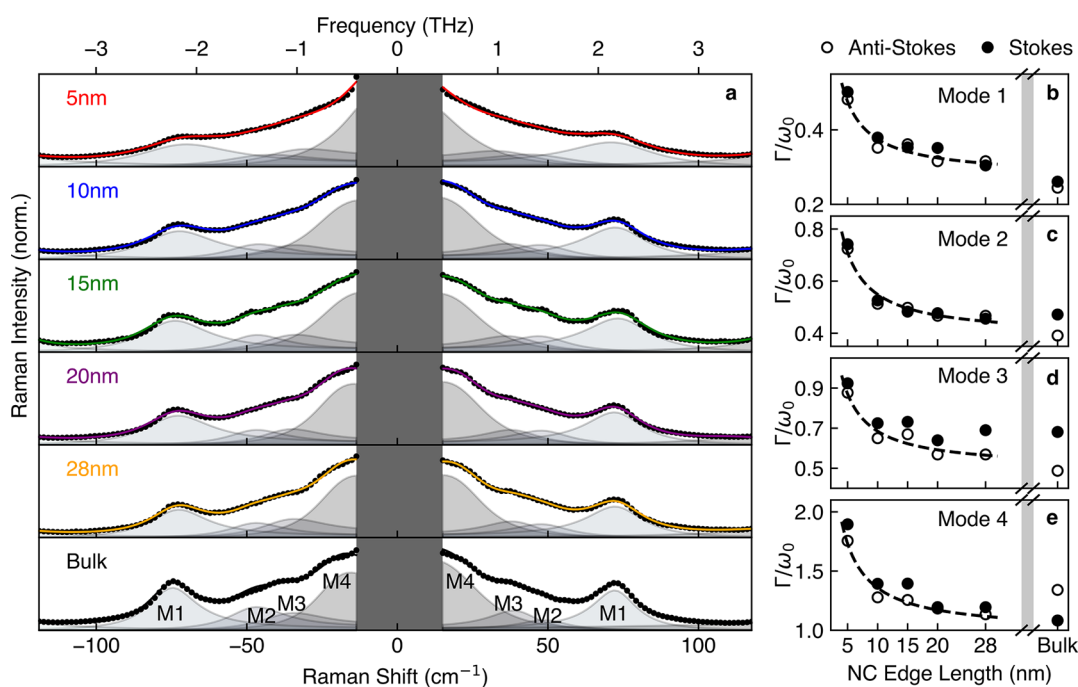 Frequency (THz)
−3 −2 −1 0 1 2 3
○ Anti-Stokes ● Stokes
Raman Intensity (norm.)
5nm
a
10nm
15nm
20nm
28nm
Bulk
M1 M2 M3 M4 M4 M3 M2 M1
−100 −50 0 50 100
Raman Shift (cm⁻¹)
Mode 1 b
Γ/ω₀
0.4
0.2
Mode 2 c
Γ/ω₀
0.8
0.6
0.4
Mode 3 d
Γ/ω₀
0.9
0.7
0.5
Mode 4 e
Γ/ω₀
2.0
1.5
1.0
5 10 15 20 28 Bulk
NC Edge Length (nm)